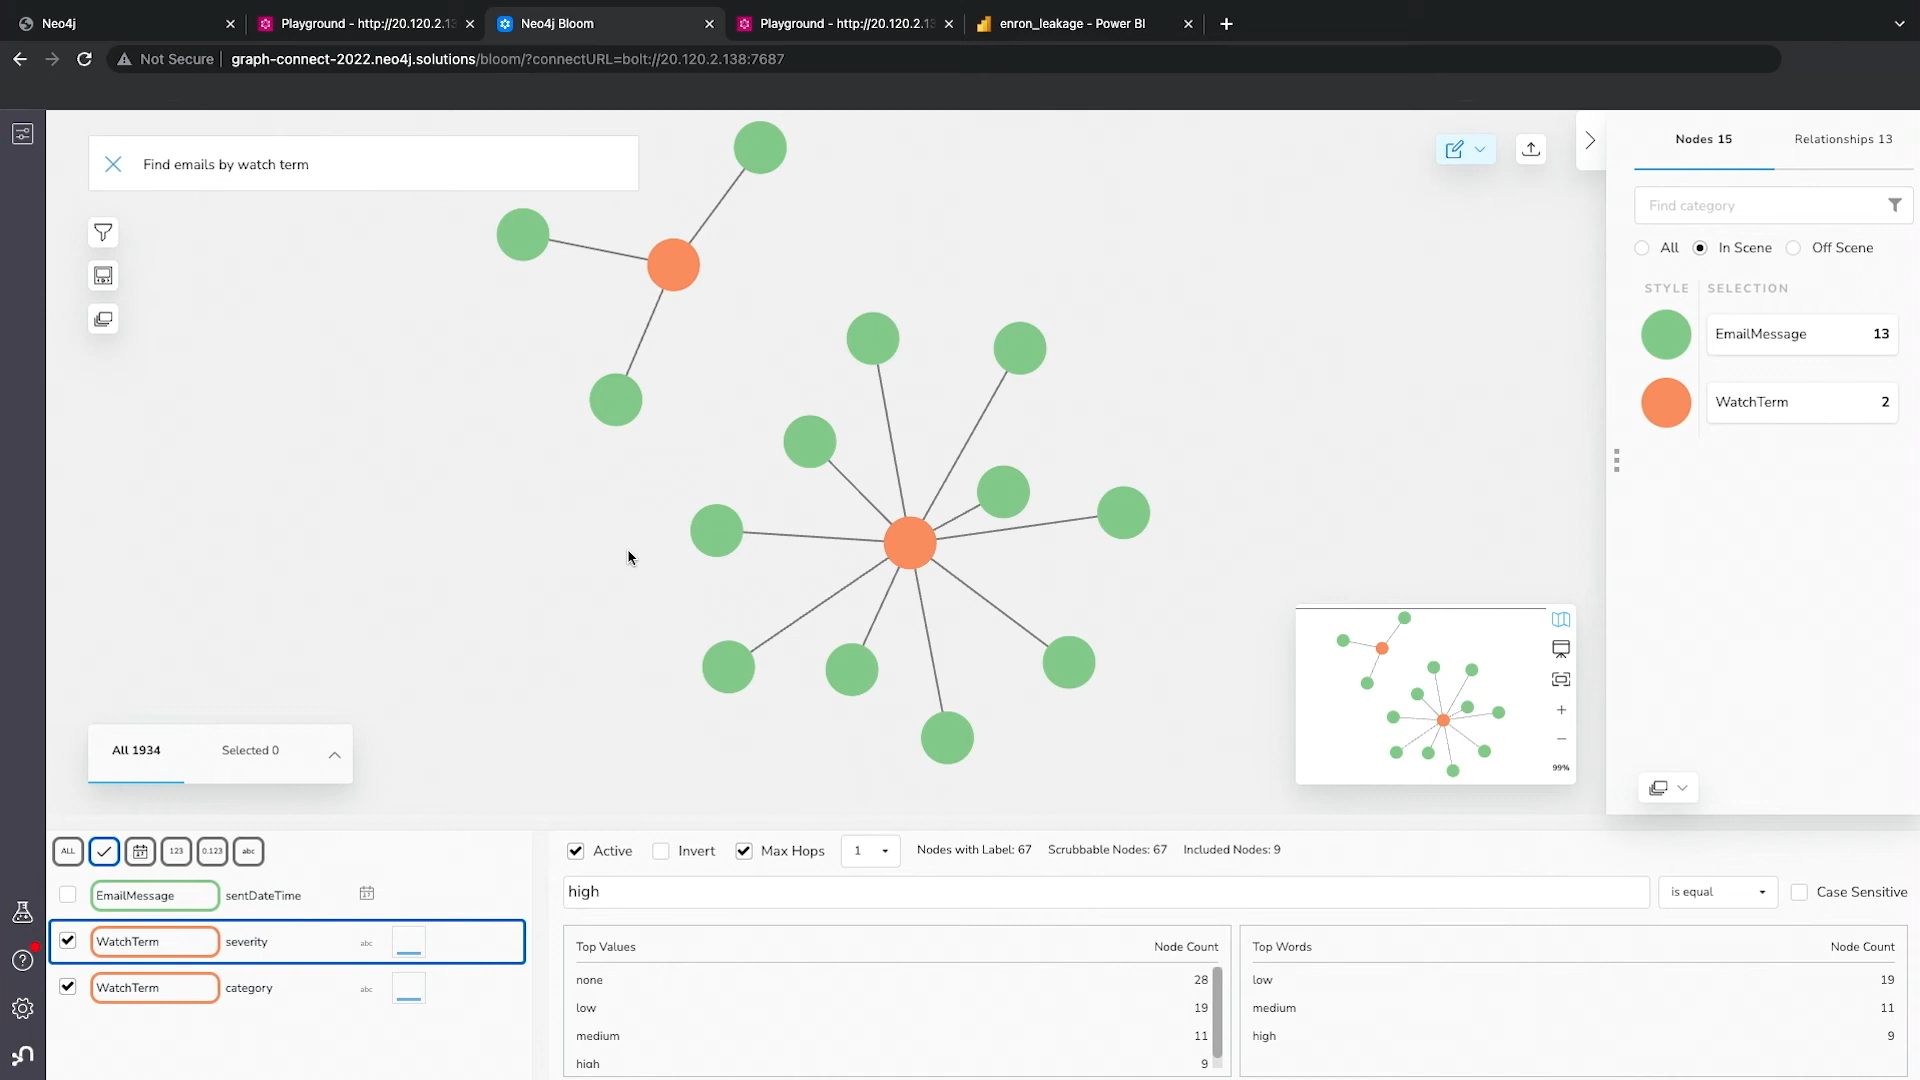 Neo4j
Playground - http://20.120.2.13
Neo4j Bloom
Playground - http://20.120.2.13
enron_leakage - Power BI
Not Secure
graph-connect-2022.neo4j.solutions/bloom/?connectURL=bolt://20.120.2.138:7687
Find emails by watch term
Nodes 15
Relationships 13
Find category
All
In Scene
Off Scene
STYLE
SELECTION
EmailMessage 13
WatchTerm 2
99%
All 1934
Selected 0
ALL
123
0.123
abc
EmailMessage sentDateTime
WatchTerm severity abc
WatchTerm category abc
Active
Invert
Max Hops
1
Nodes with Label: 67
Scrubbable Nodes: 67
Included Nodes: 9
high
is equal
Case Sensitive
Top Values Node Count
none 28
low 19
medium 11
high 9
Top Words Node Count
low 19
medium 11
high 9